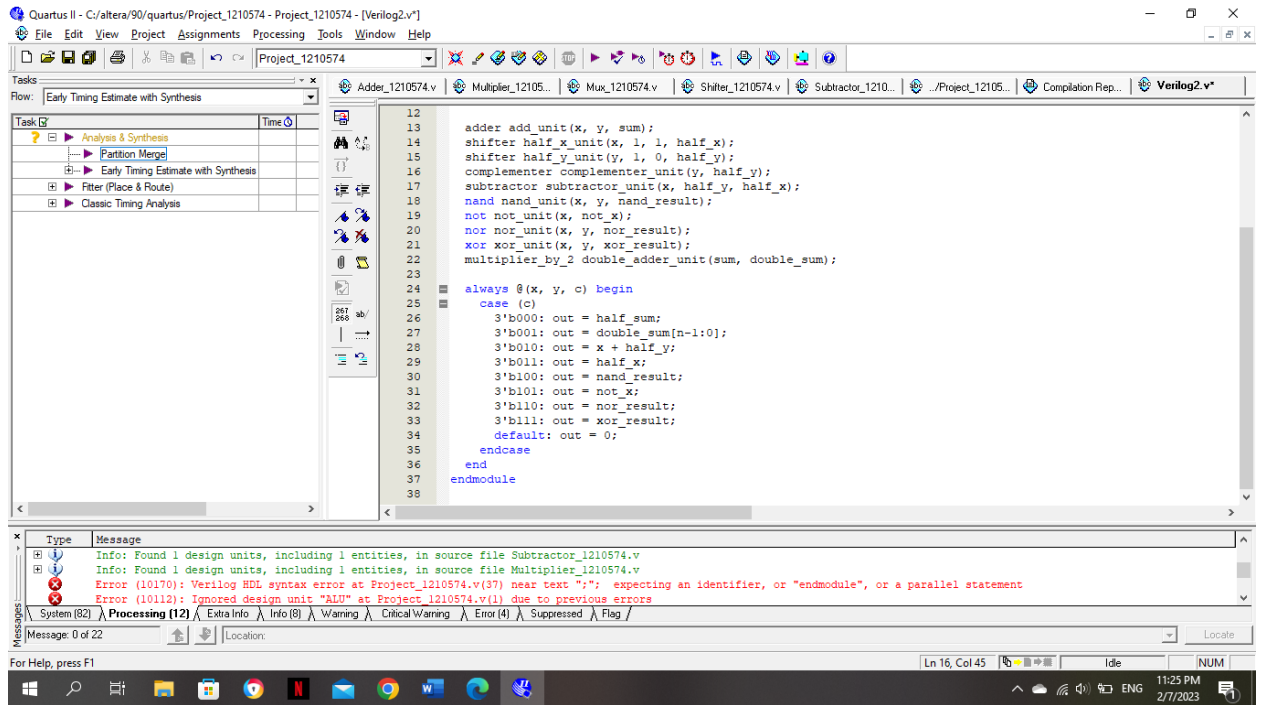 Quartus II - C:/altera/90/quartus/Project_1210574 - Project_1210574 - [Verilog2.v*]
File Edit View Project Assignments Processing Tools Window Help
Project_1210574
Tasks
Flow: Early Timing Estimate with Synthesis
Task Time
Analysis & Synthesis
Partition Merge
Early Timing Estimate with Synthesis
Fitter (Place & Route)
Classic Timing Analysis
Adder_1210574.v Multiplier_12105... Mux_1210574.v Shifter_1210574.v Subtractor_1210... ../Project_12105... Compilation Rep... Verilog2.v*
267 268 ab/
12
13 adder add_unit(x, y, sum);
14 shifter half_x_unit(x, 1, 1, half_x);
15 shifter half_y_unit(y, 1, 0, half_y);
16 complementer complementer_unit(y, half_y);
17 subtractor subtractor_unit(x, half_y, half_x);
18 nand nand_unit(x, y, nand_result);
19 not not_unit(x, not_x);
20 nor nor_unit(x, y, nor_result);
21 xor xor_unit(x, y, xor_result);
22 multiplier_by_2 double_adder_unit(sum, double_sum);
23
24 always @(x, y, c) begin
25 case (c)
26 3'b000: out = half_sum;
27 3'b001: out = double_sum[n-1:0];
28 3'b010: out = x + half_y;
29 3'b011: out = half_x;
30 3'b100: out = nand_result;
31 3'b101: out = not_x;
32 3'b110: out = nor_result;
33 3'b111: out = xor_result;
34 default: out = 0;
35 endcase
36 end
37 endmodule
38
Type Message
Info: Found 1 design units, including 1 entities, in source file Subtractor_1210574.v
Info: Found 1 design units, including 1 entities, in source file Multiplier_1210574.v
Error (10170): Verilog HDL syntax error at Project_1210574.v(37) near text ";"; expecting an identifier, or "endmodule", or a parallel statement
Error (10112): Ignored design unit "ALU" at Project_1210574.v(1) due to previous errors
System (82) Processing (12) Extra Info Info (8) Warning Critical Warning Error (4) Suppressed Flag
Messages
Message: 0 of 22 Location: Locate
For Help, press F1 Ln 16, Col 45 Idle NUM
ENG 11:25 PM
2/7/2023